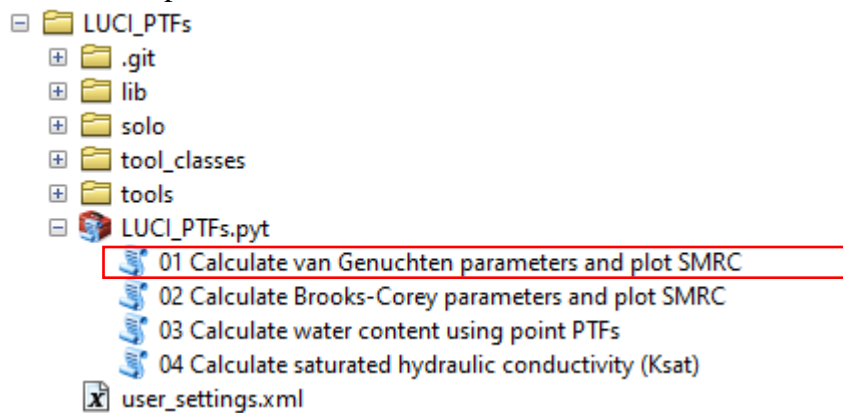 LUCI_PTFs
.git
lib
solo
tool_classes
tools
LUCI_PTFs.pyt
01 Calculate van Genuchten parameters and plot SMRC
02 Calculate Brooks-Corey parameters and plot SMRC
03 Calculate water content using point PTFs
04 Calculate saturated hydraulic conductivity (Ksat)
user_settings.xml